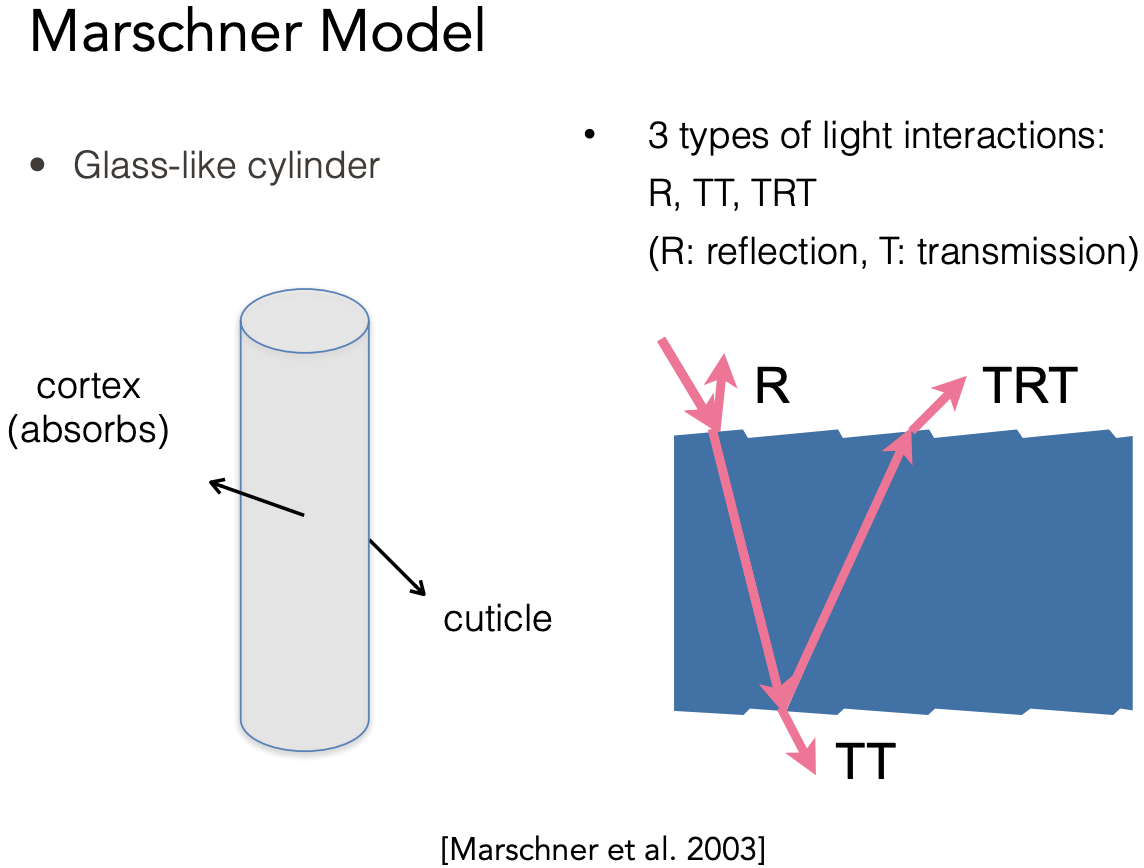 Marschner Model
• Glass-like cylinder
• 3 types of light interactions:
R, TT, TRT
(R: reflection, T: transmission)
cortex
(absorbs)
cuticle
R
TRT
TT
[Marschner et al. 2003]